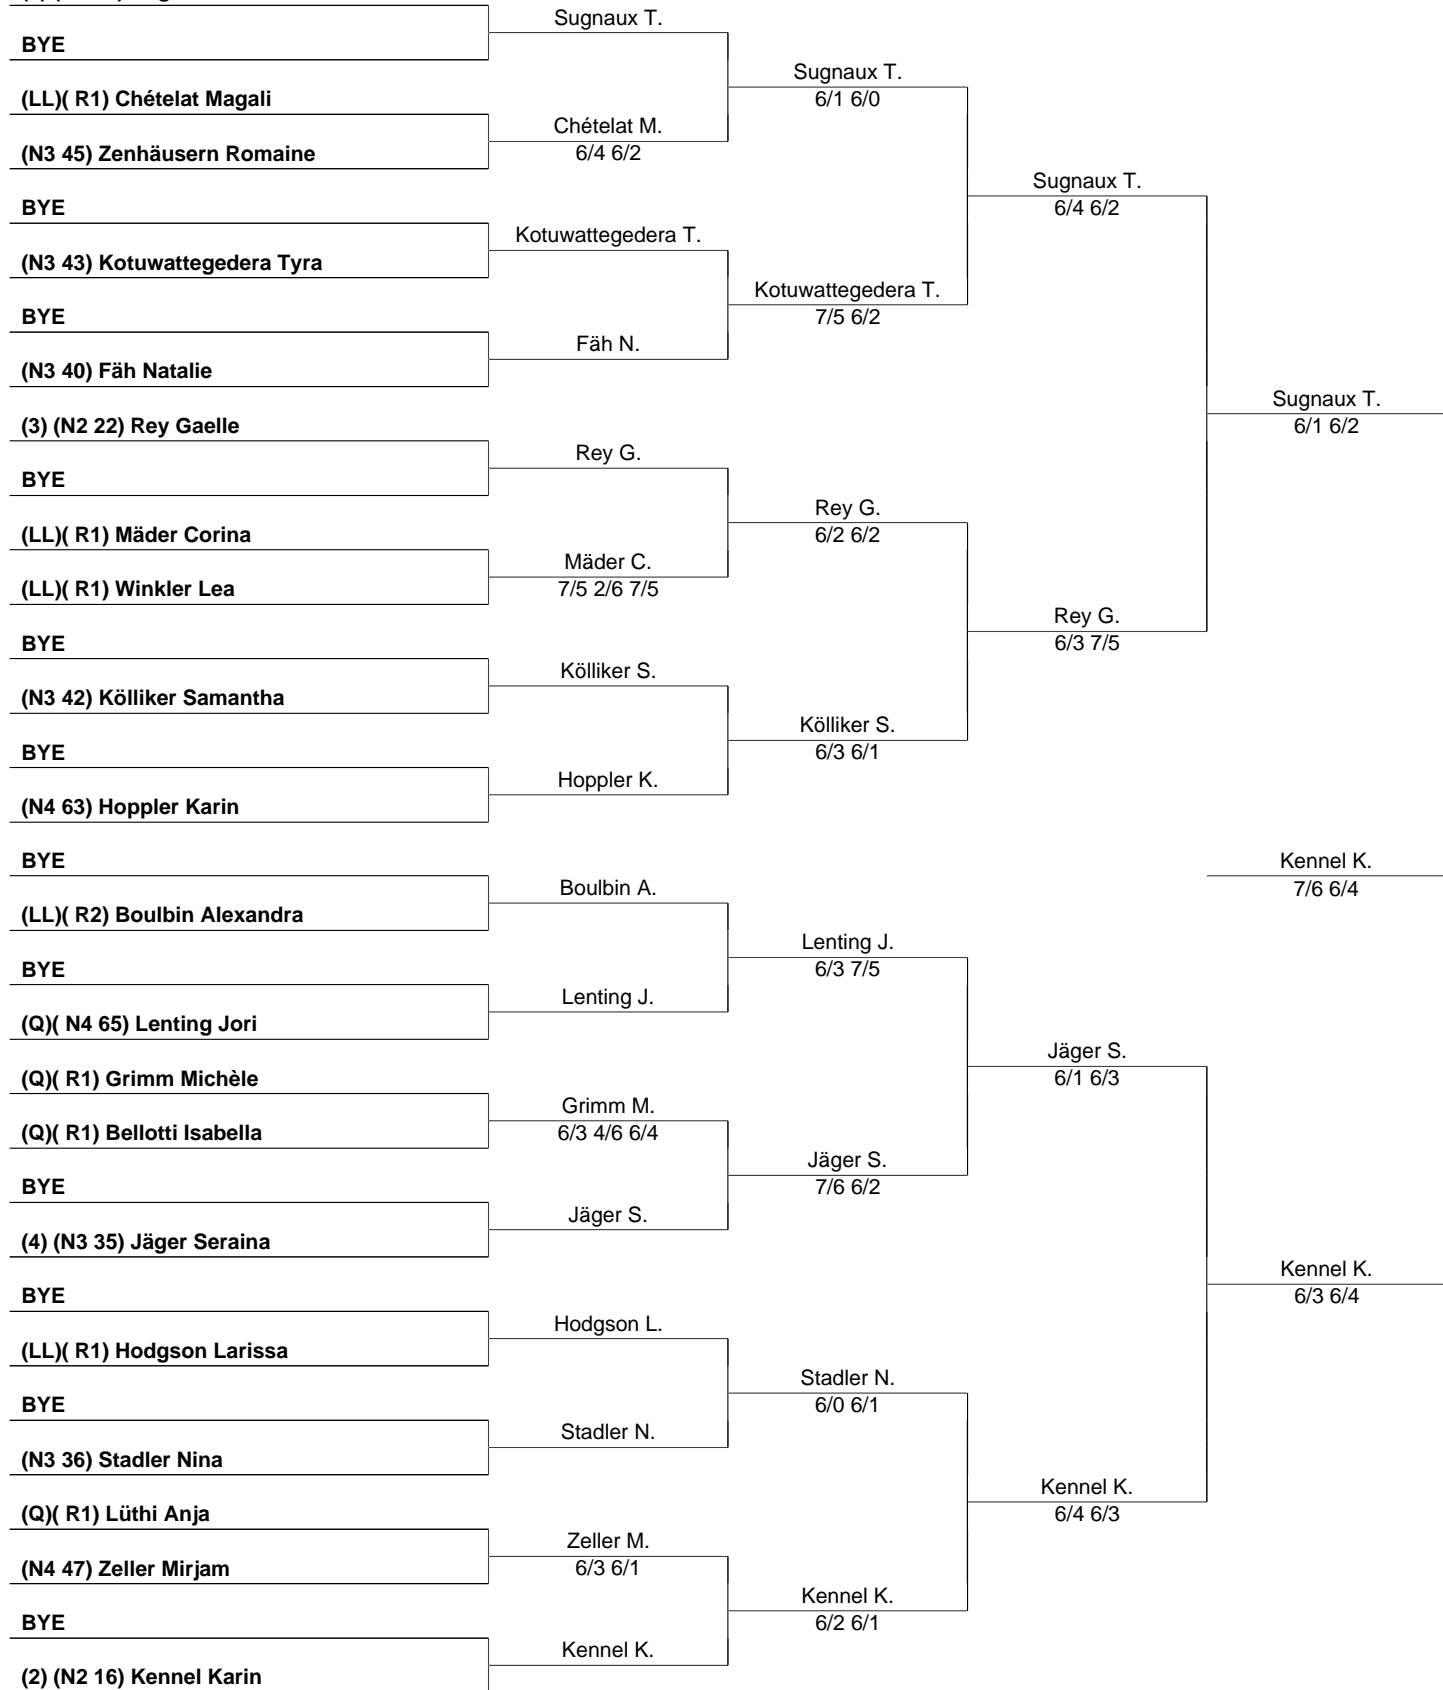 BYE
(LL)( R1) Chételat Magali
(N3 45) Zenhäusern Romaine
BYE
(N3 43) Kotuwattegedera Tyra
BYE
(N3 40) Fäh Natalie
(3) (N2 22) Rey Gaelle
BYE
(LL)( R1) Mäder Corina
(LL)( R1) Winkler Lea
BYE
(N3 42) Kölliker Samantha
BYE
(N4 63) Hoppler Karin
BYE
(LL)( R2) Boulbin Alexandra
BYE
(Q)( N4 65) Lenting Jori
(Q)( R1) Grimm Michèle
(Q)( R1) Bellotti Isabella
BYE
(4) (N3 35) Jäger Seraina
BYE
(LL)( R1) Hodgson Larissa
BYE
(N3 36) Stadler Nina
(Q)( R1) Lüthi Anja
(N4 47) Zeller Mirjam
BYE
(2) (N2 16) Kennel Karin
Sugnaux T.
Chételat M.
6/4 6/2
Kotuwattegedera T.
Fäh N.
Rey G.
Mäder C.
7/5 2/6 7/5
Kölliker S.
Hoppler K.
Boulbin A.
Lenting J.
Grimm M.
6/3 4/6 6/4
Jäger S.
Hodgson L.
Stadler N.
Zeller M.
6/3 6/1
Kennel K.
Sugnaux T.
6/1 6/0
Kotuwattegedera T.
7/5 6/2
Rey G.
6/2 6/2
Kölliker S.
6/3 6/1
Lenting J.
6/3 7/5
Jäger S.
7/6 6/2
Stadler N.
6/0 6/1
Kennel K.
6/2 6/1
Sugnaux T.
6/4 6/2
Rey G.
6/3 7/5
Jäger S.
6/1 6/3
Kennel K.
6/4 6/3
Sugnaux T.
6/1 6/2
Kennel K.
7/6 6/4
Kennel K.
6/3 6/4